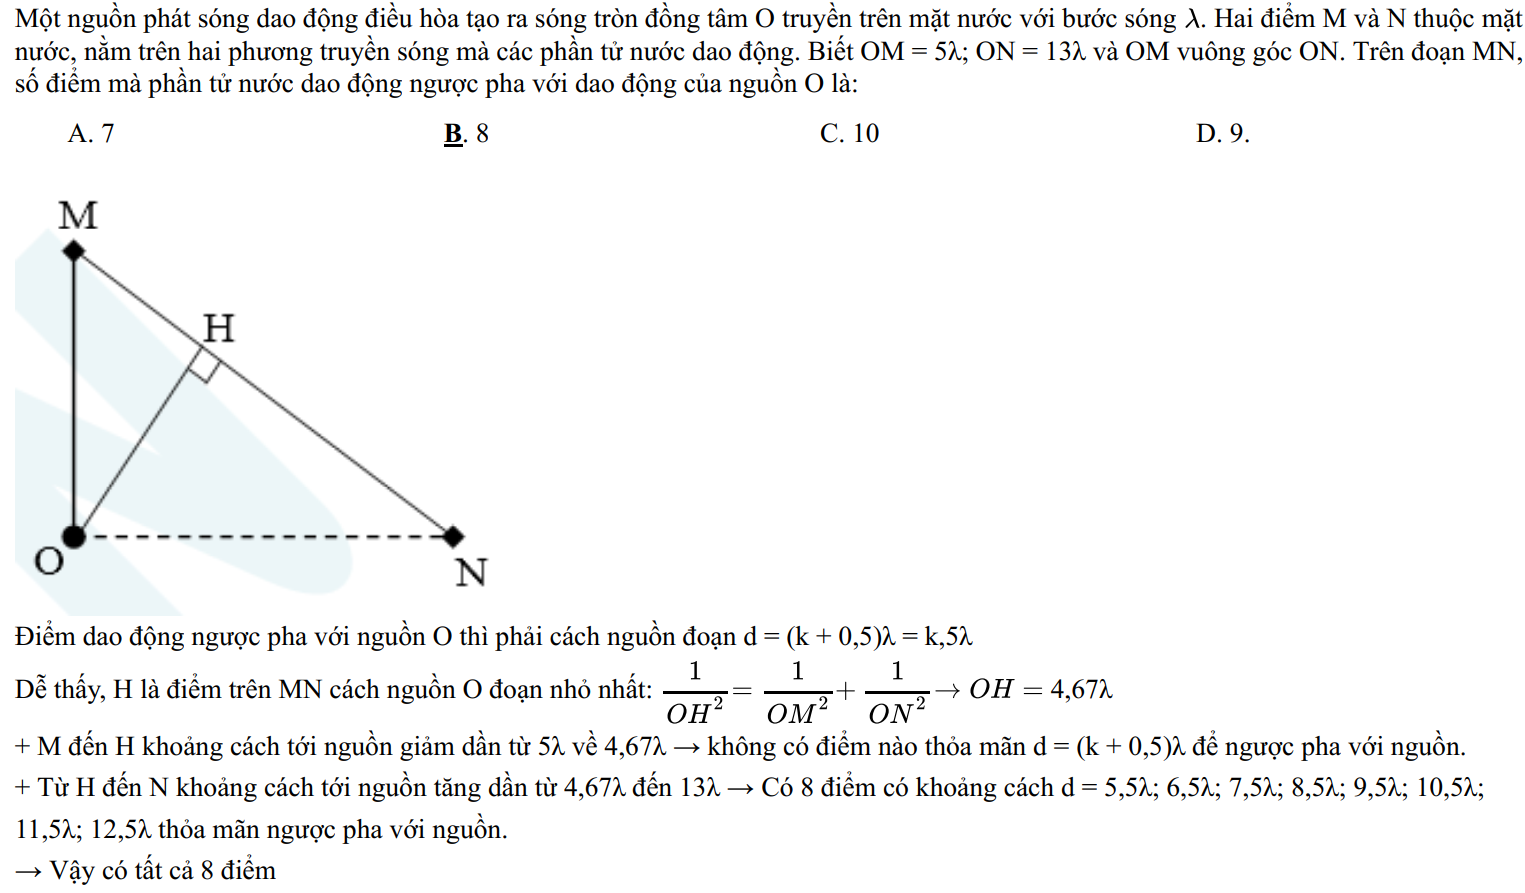 Một nguồn phát sóng dao động điều hòa tạo ra sóng tròn đồng tâm O truyền trên mặt nước với bước sóng λ. Hai điểm M và N thuộc mặt
nước, nằm trên hai phương truyền sóng mà các phần tử nước dao động. Biết OM = 5λ; ON = 13λ và OM vuông góc ON. Trên đoạn MN,
số điểm mà phần tử nước dao động ngược pha với dao động của nguồn O là:
A. 7 B. 8 C. 10 D. 9.
M
H
O
N
Điểm dao động ngược pha với nguồn O thì phải cách nguồn đoạn d = (k + 0,5)λ = k,5λ
Dễ thấy, H là điểm trên MN cách nguồn O đoạn nhỏ nhất: 1/OH² = 1/OM² + 1/ON² → OH = 4,67λ
+ M đến H khoảng cách tới nguồn giảm dần từ 5λ về 4,67λ → không có điểm nào thỏa mãn d = (k + 0,5)λ để ngược pha với nguồn.
+ Từ H đến N khoảng cách tới nguồn tăng dần từ 4,67λ đến 13λ → Có 8 điểm có khoảng cách d = 5,5λ; 6,5λ; 7,5λ; 8,5λ; 9,5λ; 10,5λ;
11,5λ; 12,5λ thỏa mãn ngược pha với nguồn.
→ Vậy có tất cả 8 điểm